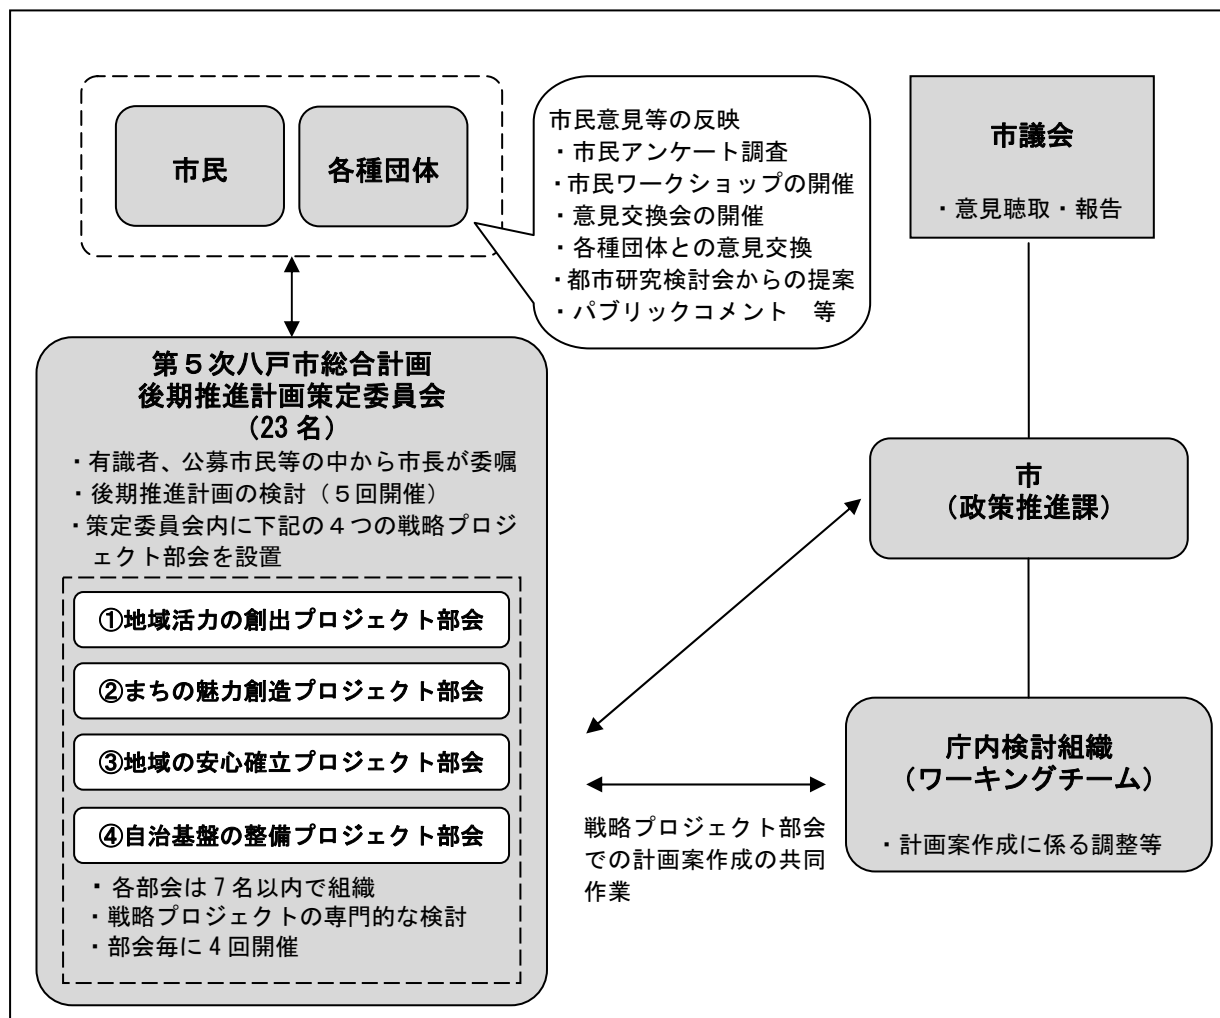 市民
各種団体
市民意見等の反映
・市民アンケート調査
・市民ワークショップの開催
・意見交換会の開催
・各種団体との意見交換
・都市研究検討会からの提案
・パブリックコメント　等
市議会
・意見聴取・報告
第５次八戸市総合計画
後期推進計画策定委員会
（23 名）
・有識者、公募市民等の中から市長が委嘱
・後期推進計画の検討（５回開催）
・策定委員会内に下記の４つの戦略プロジ
ェクト部会を設置
①地域活力の創出プロジェクト部会
②まちの魅力創造プロジェクト部会
③地域の安心確立プロジェクト部会
④自治基盤の整備プロジェクト部会
・各部会は７名以内で組織
・戦略プロジェクトの専門的な検討
・部会毎に４回開催
市
（政策推進課）
戦略プロジェクト部会
での計画案作成の共同
作業
庁内検討組織
（ワーキングチーム）
・計画案作成に係る調整等